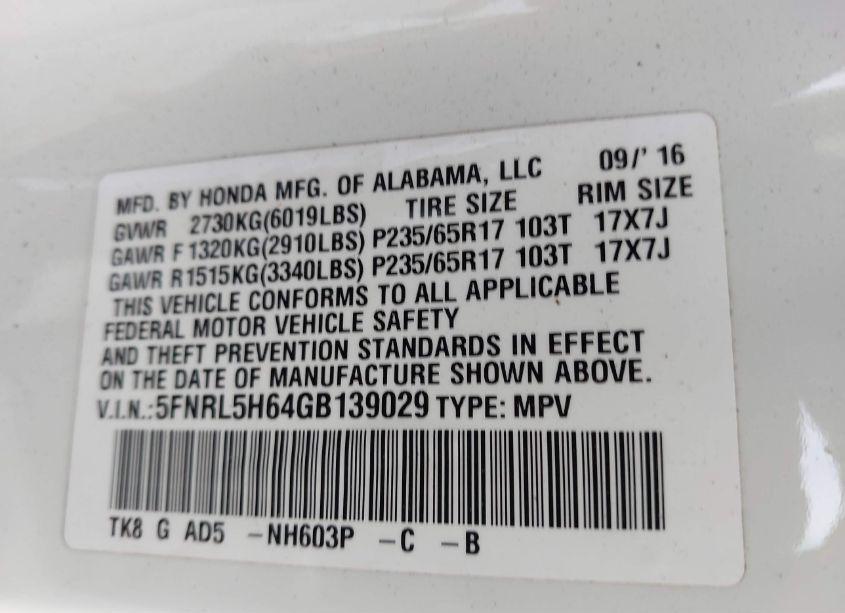 MFD. BY HONDA MFG. OF ALABAMA, LLC 09/' 16
GVWR 2730KG(6019LBS) TIRE SIZE RIM SIZE
GAWR F 1320KG(2910LBS) P235/65R17 103T 17X7J
GAWR R1515KG(3340LBS) P235/65R17 103T 17X7J
THIS VEHICLE CONFORMS TO ALL APPLICABLE
FEDERAL MOTOR VEHICLE SAFETY
AND THEFT PREVENTION STANDARDS IN EFFECT
ON THE DATE OF MANUFACTURE SHOWN ABOVE.
V.I.N.:5FNRL5H64GB139029 TYPE: MPV
TK8 G AD5 -NH603P -C -B